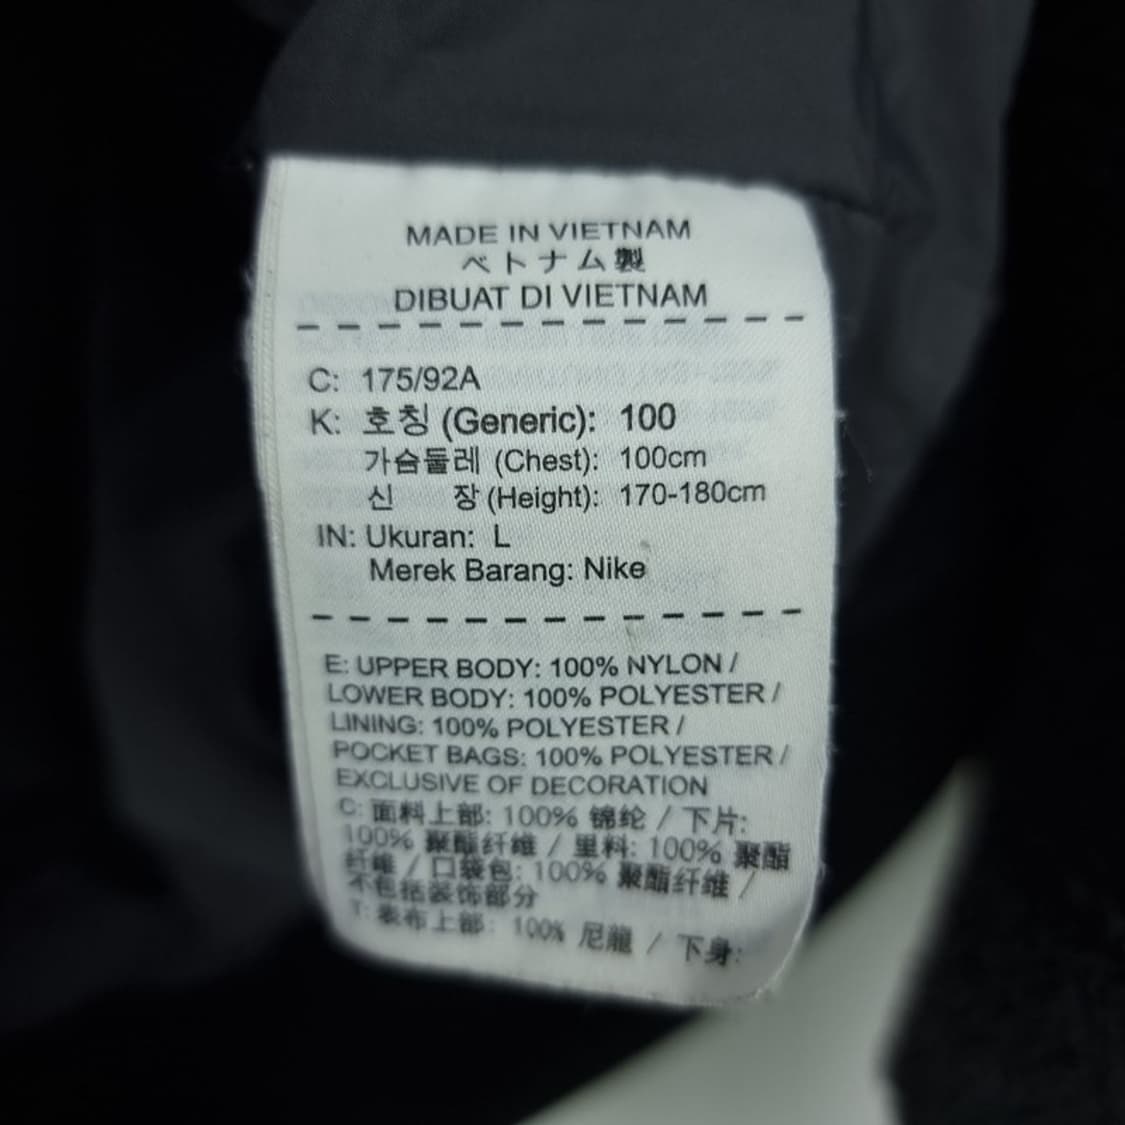 MADE IN VIETNAM
ベトナム製
DIBUAT DI VIETNAM
C: 175/92A
K: 호칭 (Generic): 100
가슴둘레 (Chest): 100cm
신 장 (Height): 170-180cm
IN: Ukuran: L
Merek Barang: Nike
E: UPPER BODY: 100% NYLON /
LOWER BODY: 100% POLYESTER /
LINING: 100% POLYESTER /
POCKET BAGS: 100% POLYESTER /
EXCLUSIVE OF DECORATION
C: 面料上部: 100% 锦纶 / 下片:
100% 聚酯纤维 / 里料: 100% 聚酯
纤维 / 口袋包: 100% 聚酯纤维 /
不包括装饰部分
T: 表布上部: 100% 尼龍 / 下身: